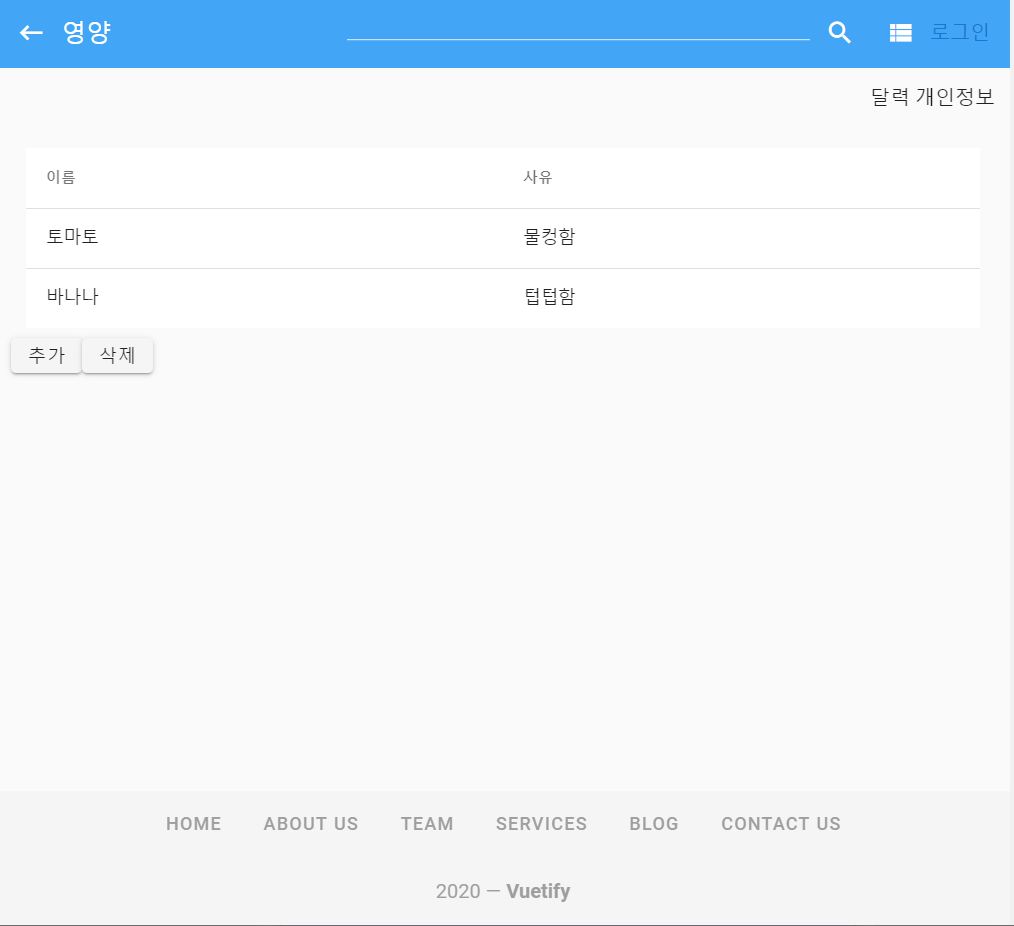 영양 로그인
달력 개인정보
이름 사유
토마토 물컹함
바나나 텁텁함
추가 삭제
HOME ABOUT US TEAM SERVICES BLOG CONTACT US
2020 — Vuetify